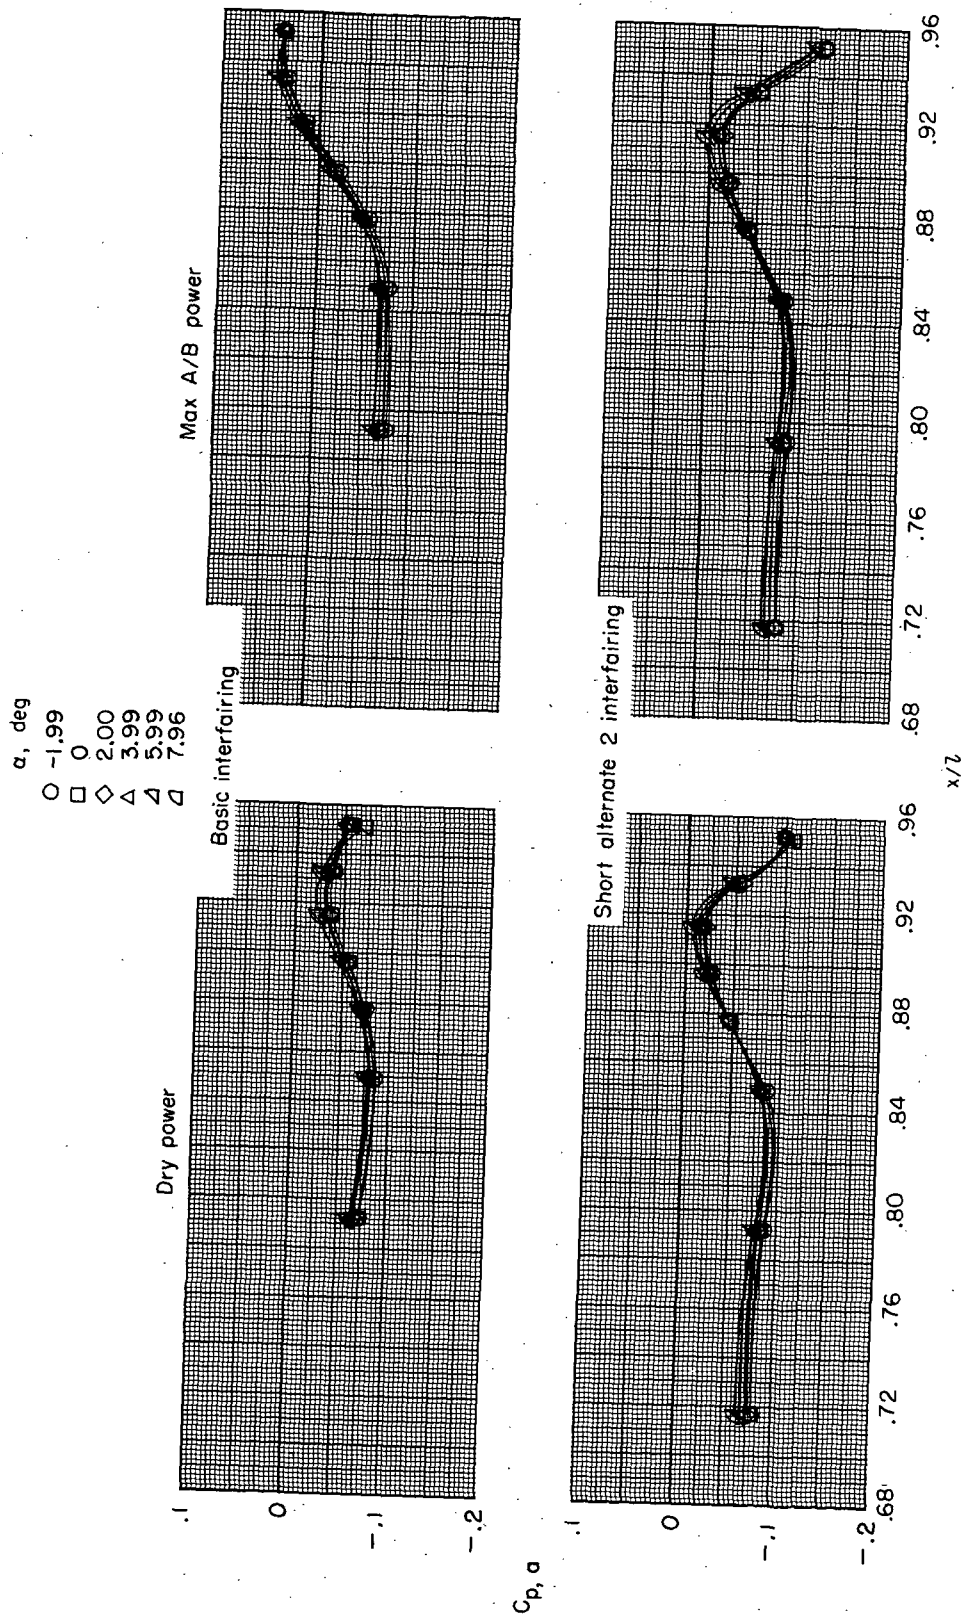 α, deg
○ -1.99
□ 0
◇ 2.00
△ 3.99
◿ 5.99
▱ 7.96
Dry power
Max A/B power
Basic interfairing
.1
0
-.1
-.2
Cp, a
Short alternate 2 interfairing
.1
0
-.1
-.2
.68 .72 .76 .80 .84 .88 .92 .96
.68 .72 .76 .80 .84 .88 .92 .96
x/l